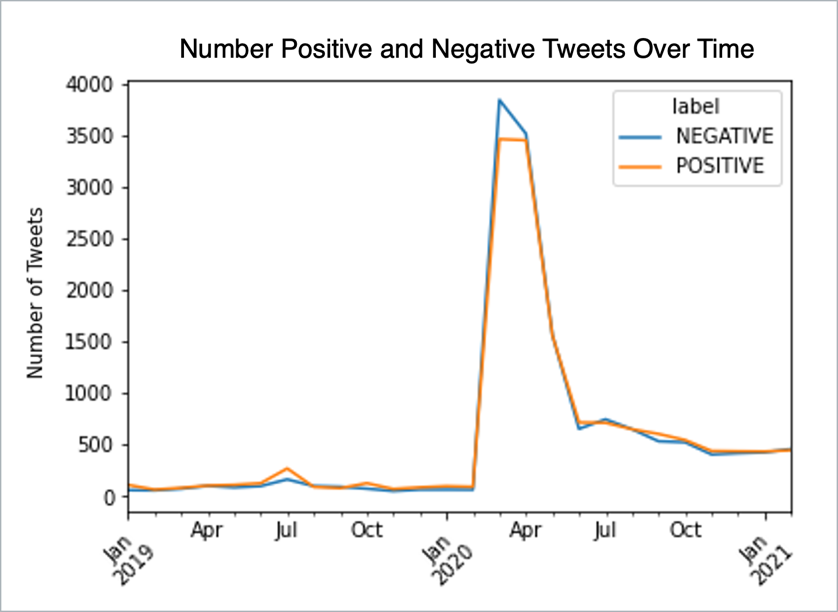 Number Positive and Negative Tweets Over Time
4000
3500
3000
2500
2000
1500
1000
500
0
Number of Tweets
label
NEGATIVE
POSITIVE
Jan
2019
Apr
Jul
Oct
Jan
2020
Apr
Jul
Oct
Jan
2021